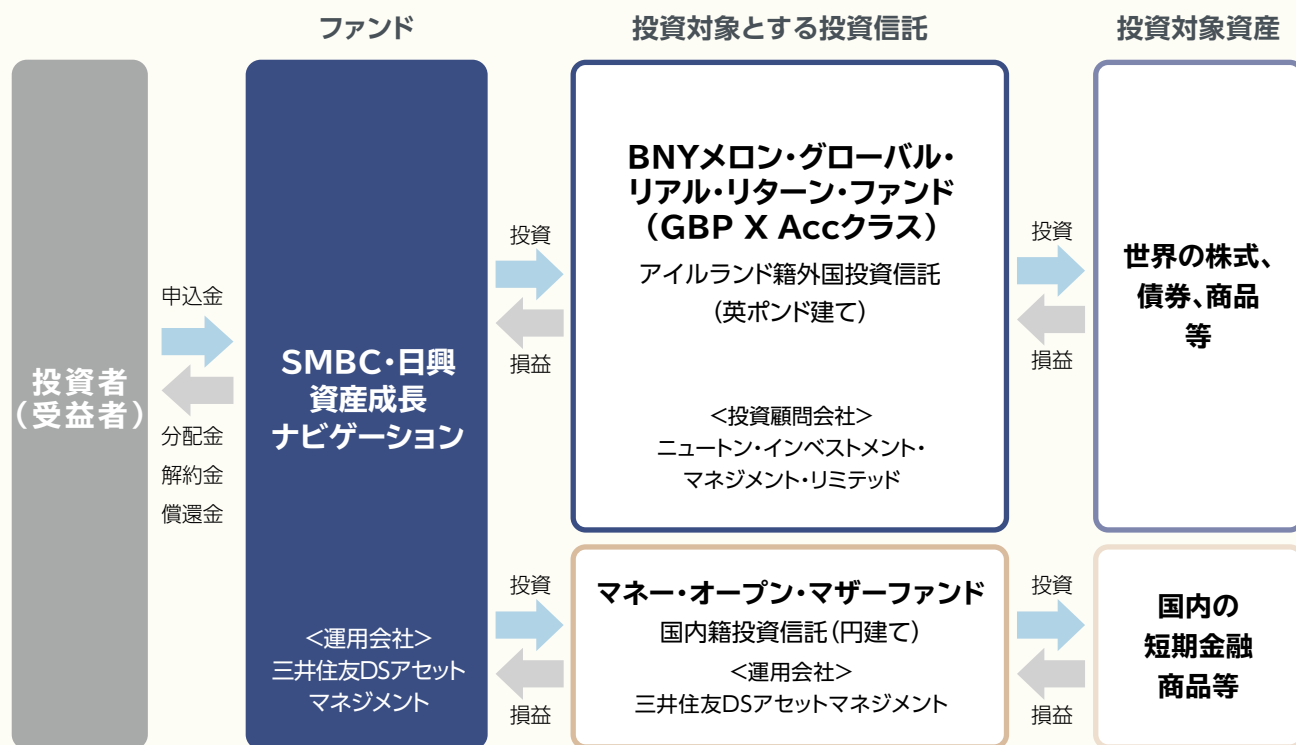 ファンド
投資対象とする投資信託
投資対象資産
投資者
(受益者)
申込金
分配金
解約金
償還金
SMBC・日興
資産成長
ナビゲーション
<運用会社>
三井住友DSアセット
マネジメント
投資
損益
BNYメロン・グローバル・
リアル・リターン・ファンド
(GBP X Accクラス)
アイルランド籍外国投資信託
(英ポンド建て)
<投資顧問会社>
ニュートン・インベストメント・
マネジメント・リミテッド
投資
損益
世界の株式、
債券、商品
等
投資
損益
マネー・オープン・マザーファンド
国内籍投資信託(円建て)
<運用会社>
三井住友DSアセットマネジメント
投資
損益
国内の
短期金融
商品等